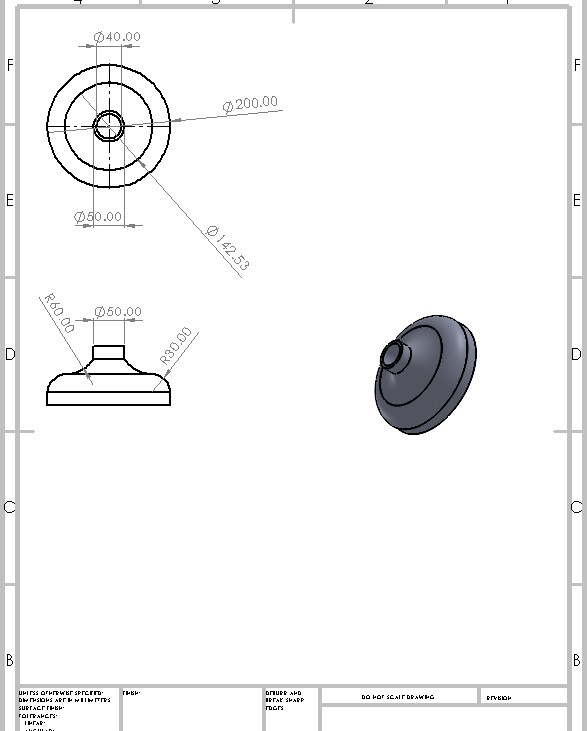 4 3 2 1
F F
Ø40.00
Ø200.00
E E
Ø50.00
Ø142.53
R60.00
Ø50.00
R30.00
D D
C C
B B
UNLESS OTHERWISE SPECIFIED:
DIMENSIONS ARE IN MILLIMETERS
SURFACE FINISH:
TOLERANCES:
LINEAR:
FINISH:
DEBURR AND
BREAK SHARP
EDGES
DO NOT SCALE DRAWING
REVISION